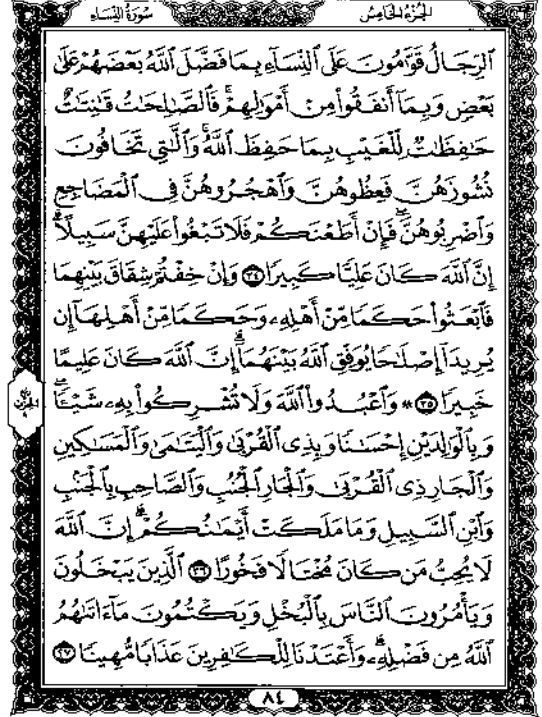 الجزء الخامس
سورة النساء
ٱلرِّجَالُ قَوَّٰمُونَ عَلَى ٱلنِّسَآءِ بِمَا فَضَّلَ ٱللَّهُ بَعْضَهُمْ عَلَىٰ
بَعْضٍ وَبِمَآ أَنفَقُوا۟ مِنْ أَمْوَٰلِهِمْ ۚ فَٱلصَّٰلِحَٰتُ قَٰنِتَٰتٌ
حَٰفِظَٰتٌ لِّلْغَيْبِ بِمَا حَفِظَ ٱللَّهُ ۚ وَٱلَّٰتِى تَخَافُونَ
نُشُوزَهُنَّ فَعِظُوهُنَّ وَٱهْجُرُوهُنَّ فِى ٱلْمَضَاجِعِ
وَٱضْرِبُوهُنَّ ۖ فَإِنْ أَطَعْنَكُمْ فَلَا تَبْغُوا۟ عَلَيْهِنَّ سَبِيلًا ۗ
إِنَّ ٱللَّهَ كَانَ عَلِيًّا كَبِيرًا ٣٤ وَإِنْ خِفْتُمْ شِقَاقَ بَيْنِهِمَا
فَٱبْعَثُوا۟ حَكَمًا مِّنْ أَهْلِهِۦ وَحَكَمًا مِّنْ أَهْلِهَآ إِن
يُرِيدَآ إِصْلَٰحًا يُوَفِّقِ ٱللَّهُ بَيْنَهُمَآ ۗ إِنَّ ٱللَّهَ كَانَ عَلِيمًا
خَبِيرًا ٣٥ ۞ وَٱعْبُدُوا۟ ٱللَّهَ وَلَا تُشْرِكُوا۟ بِهِۦ شَيْـًٔا ۖ
وَبِٱلْوَٰلِدَيْنِ إِحْسَٰنًا وَبِذِى ٱلْقُرْبَىٰ وَٱلْيَتَٰمَىٰ وَٱلْمَسَٰكِينِ
وَٱلْجَارِ ذِى ٱلْقُرْبَىٰ وَٱلْجَارِ ٱلْجُنُبِ وَٱلصَّاحِبِ بِٱلْجَنۢبِ
وَٱبْنِ ٱلسَّبِيلِ وَمَا مَلَكَتْ أَيْمَٰنُكُمْ ۗ إِنَّ ٱللَّهَ
لَا يُحِبُّ مَن كَانَ مُخْتَالًا فَخُورًا ٣٦ ٱلَّذِينَ يَبْخَلُونَ
وَيَأْمُرُونَ ٱلنَّاسَ بِٱلْبُخْلِ وَيَكْتُمُونَ مَآ ءَاتَىٰهُمُ
ٱللَّهُ مِن فَضْلِهِۦ ۗ وَأَعْتَدْنَا لِلْكَٰفِرِينَ عَذَابًا مُّهِينًا ٣٧
٨٤